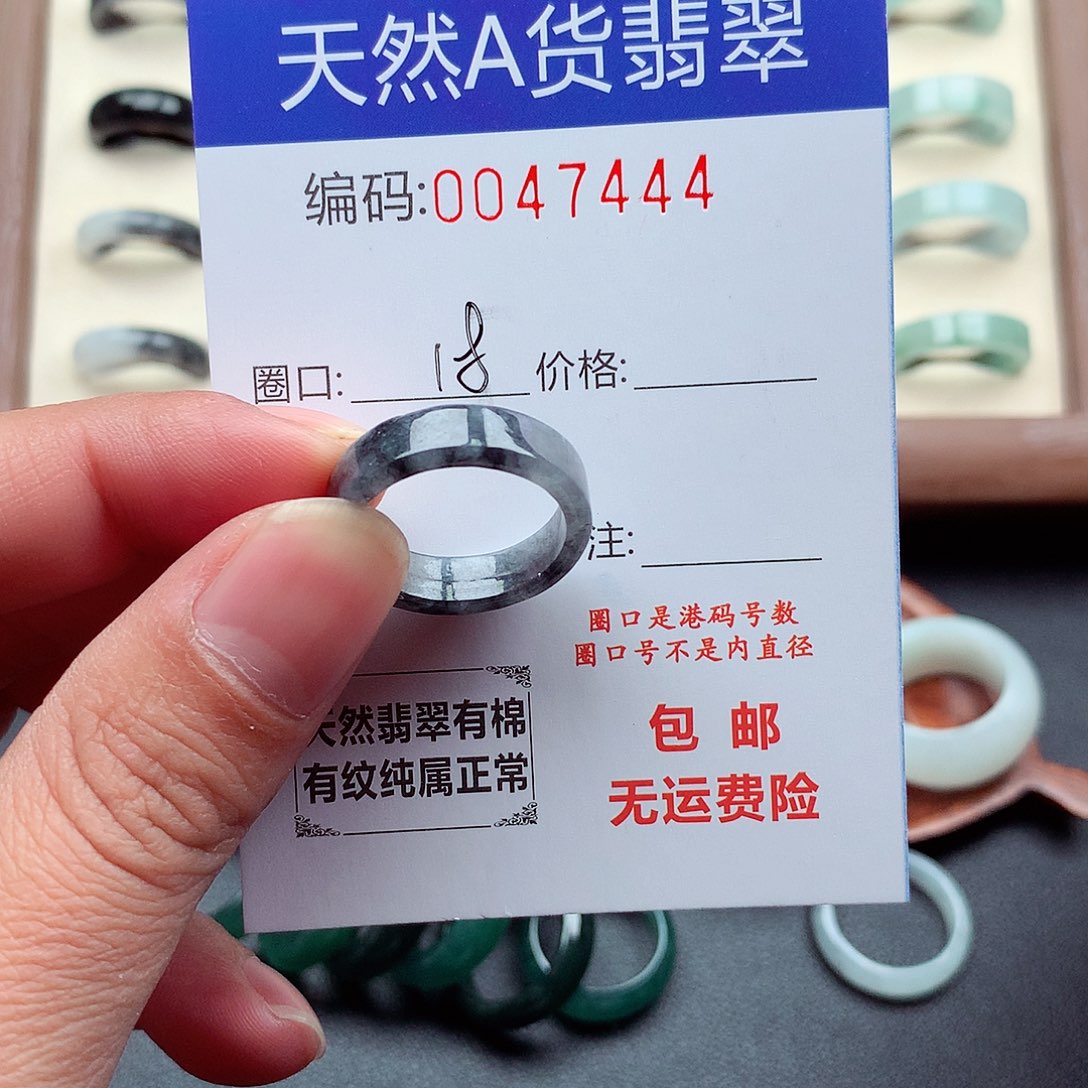 天然A货翡翠
编码:0047444
圈口: 18 价格:
注:
圈口是港码号数
圈口号不是内直径
天然翡翠有棉
有纹纯属正常
包 邮
无运费险